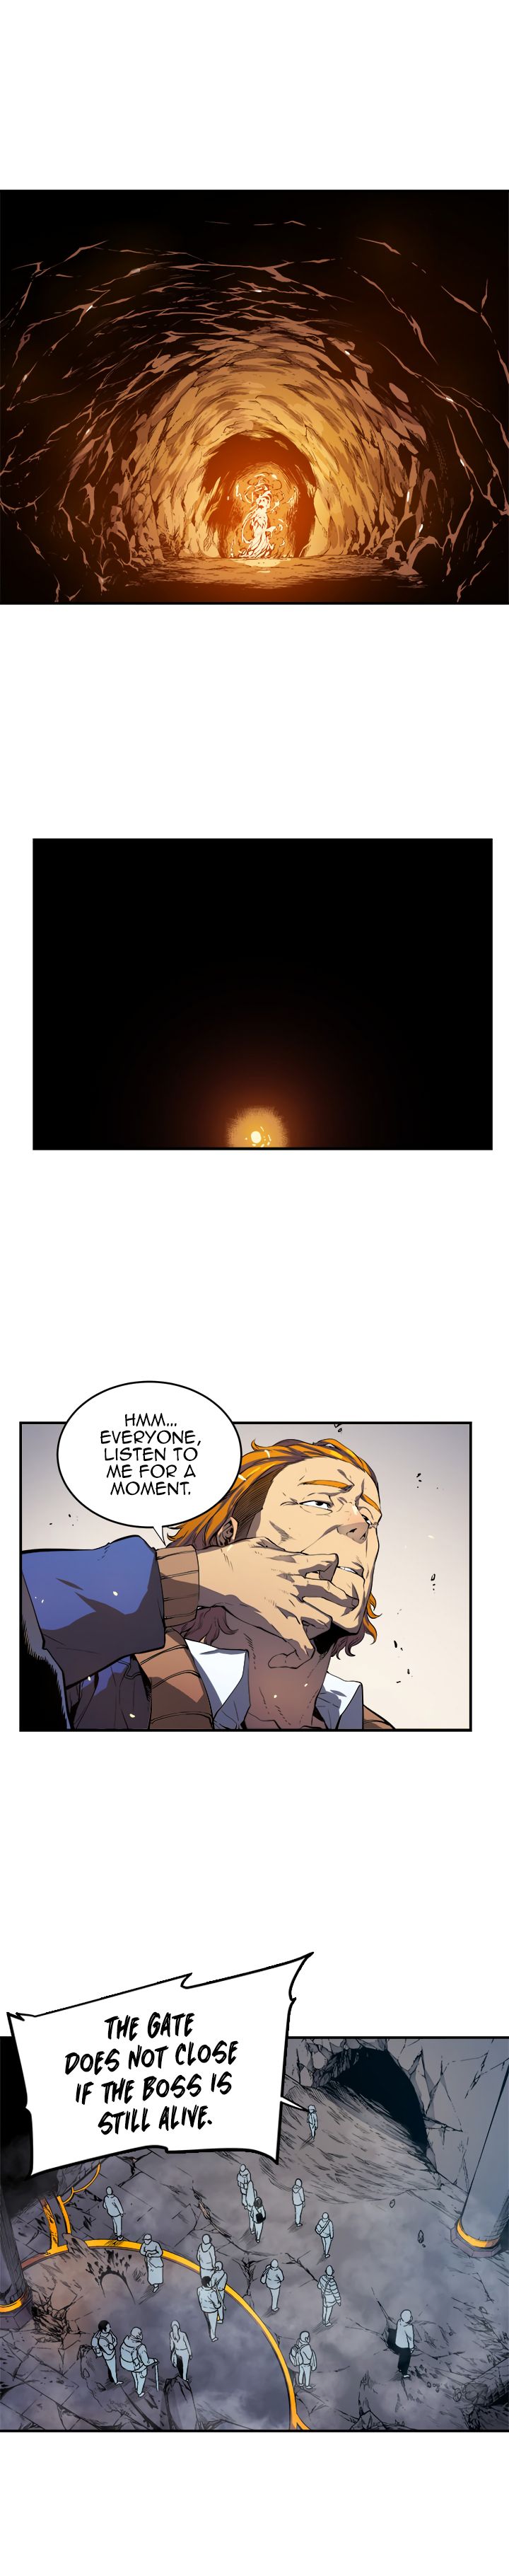 HMM...
EVERYONE,
LISTEN TO
ME FOR A
MOMENT.
THE GATE
DOES NOT CLOSE
IF THE BOSS IS
STILL ALIVE.